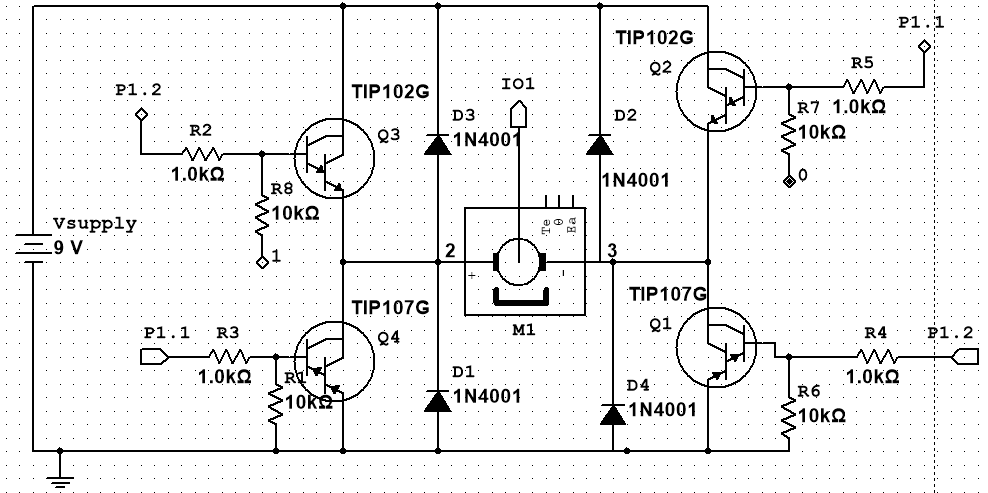 P1.1
TIP102G
Q2
R5
1.0kΩ
R7
10kΩ
0
P1.2
R2
1.0kΩ
TIP102G
Q3
R8
10kΩ
1
IO1
D3
1N4001
D2
1N4001
Vsupply
9 V
2
Te
θ
Ea
3
+
-
M1
TIP107G
Q4
P1.1
R3
1.0kΩ
R1
10kΩ
D1
1N4001
TIP107G
Q1
D4
1N4001
R4
1.0kΩ
P1.2
R6
10kΩ